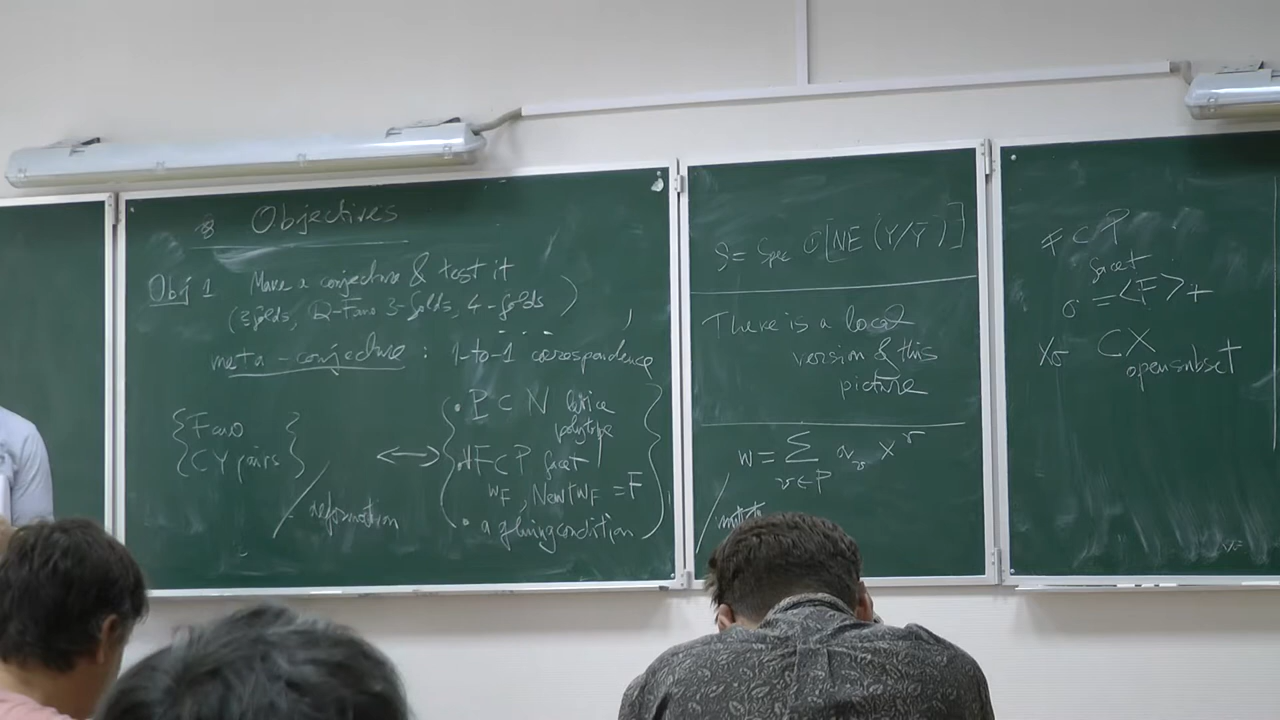 § Objectives
Obj 1 Make a conjecture & test it
(3folds, Q-Fano 3-folds, 4-folds ... )
meta-conjecture : 1-to-1 correspondence
{Fano
CY pairs} / deformation
↔
{• P ⊂ N lattice
polytope
∀F ⊂ P facet
w_F, Newt w_F = F
• a gluing condition} /
S = Spec C[NE (Y/Y̅)]
There is a local
version of this
picture
w = Σ_{v∈P} a_v x^v
F ⊂ P
facet
σ = <F>+
X_σ ⊂ X
open subset